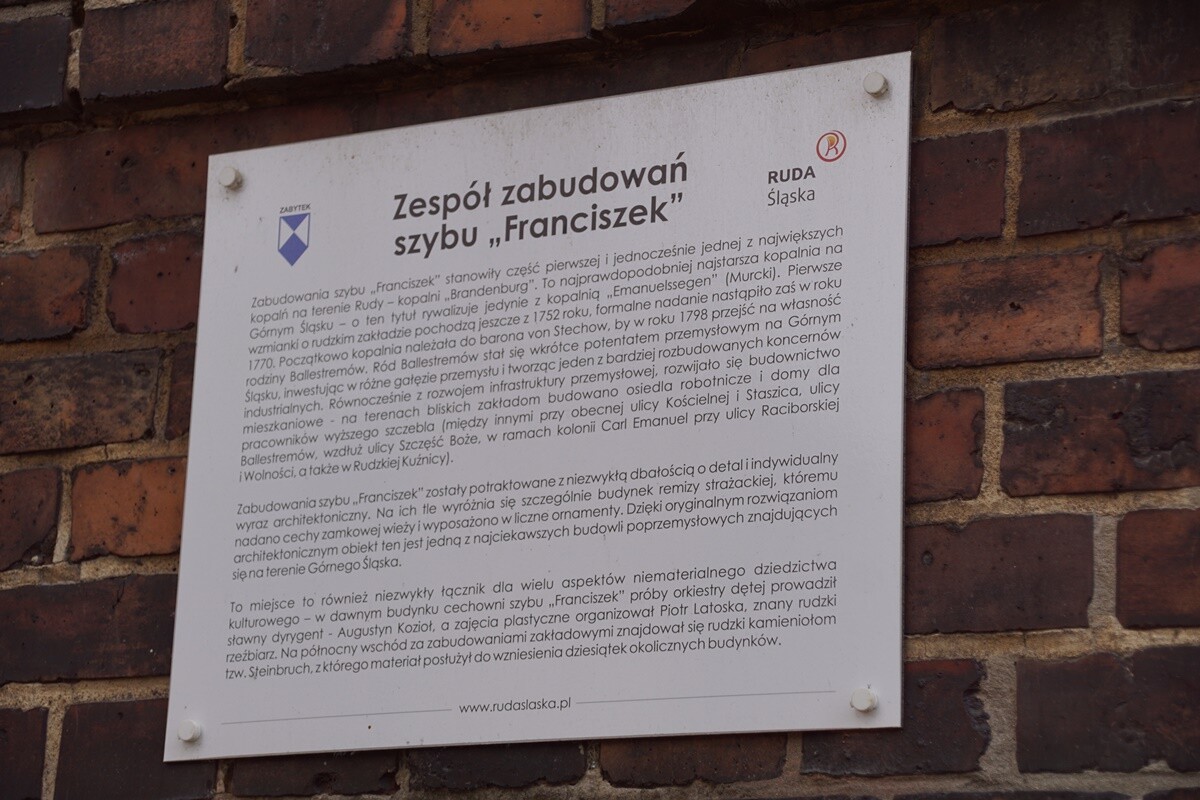 ZABYTEK
Zespół zabudowań
szybu „Franciszek”
RUDA
Śląska
Zabudowania szybu „Franciszek” stanowiły część pierwszej i jednocześnie jednej z największych
kopalń na terenie Rudy – kopalni „Brandenburg”. To najprawdopodobniej najstarsza kopalnia na
Górnym Śląsku – o ten tytuł rywalizuje jedynie z kopalnią „Emanuelssegen” (Murcki). Pierwsze
wzmianki o rudzkim zakładzie pochodzą jeszcze z 1752 roku, formalne nadanie nastąpiło zaś w roku
1770. Początkowo kopalnia należała do barona von Stechow, by w roku 1798 przejść na własność
rodziny Ballestremów. Ród Ballestremów stał się wkrótce potentatem przemysłowym na Górnym
Śląsku, inwestując w różne gałęzie przemysłu i tworząc jeden z bardziej rozbudowanych koncernów
industrialnych. Równocześnie z rozwojem infrastruktury przemysłowej, rozwijało się budownictwo
mieszkaniowe - na terenach bliskich zakładom budowano osiedla robotnicze i domy dla
pracowników wyższego szczebla (między innymi przy obecnej ulicy Kościelnej i Staszica, ulicy
Ballestremów, wzdłuż ulicy Szczęść Boże, w ramach kolonii Carl Emanuel przy ulicy Raciborskiej
i Wolności, a także w Rudzkiej Kuźnicy).
Zabudowania szybu „Franciszek” zostały potraktowane z niezwykłą dbałością o detal i indywidualny
wyraz architektoniczny. Na ich tle wyróżnia się szczególnie budynek remizy strażackiej, któremu
nadano cechy zamkowej wieży i wyposażono w liczne ornamenty. Dzięki oryginalnym rozwiązaniom
architektonicznym obiekt ten jest jedną z najciekawszych budowli poprzemysłowych znajdujących
się na terenie Górnego Śląska.
To miejsce to również niezwykły łącznik dla wielu aspektów niematerialnego dziedzictwa
kulturowego – w dawnym budynku cechowni szybu „Franciszek” próby orkiestry dętej prowadził
sławny dyrygent - Augustyn Kozioł, a zajęcia plastyczne organizował Piotr Latoska, znany rudzki
rzeźbiarz. Na północny wschód za zabudowaniami zakładowymi znajdował się rudzki kamieniołom
tzw. Steinbruch, z którego materiał posłużył do wzniesienia dziesiątek okolicznych budynków.
www.rudaslaska.pl